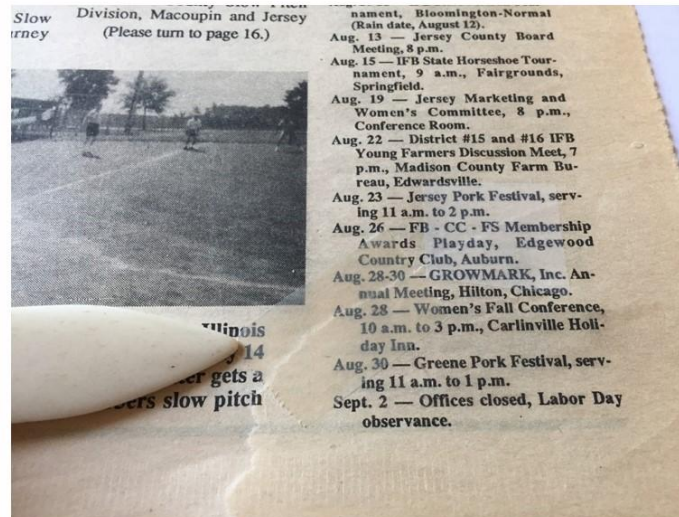 Slow
rney
Division, Macoupin and Jersey
(Please turn to page 16.)
Illinois
14
gets a
slow pitch
nament, Bloomington-Normal
(Rain date, August 12).
Aug. 13 — Jersey County Board
Meeting, 8 p.m.
Aug. 15 — IFB State Horseshoe Tour-
nament, 9 a.m., Fairgrounds,
Springfield.
Aug. 19 — Jersey Marketing and
Women's Committee, 8 p.m.,
Conference Room.
Aug. 22 — District #15 and #16 IFB
Young Farmers Discussion Meet, 7
p.m., Madison County Farm Bu-
reau, Edwardsville.
Aug. 23 — Jersey Pork Festival, serv-
ing 11 a.m. to 2 p.m.
Aug. 26 — FB - CC - FS Membership
Awards Playday, Edgewood
Country Club, Auburn.
Aug. 28-30 — GROWMARK, Inc. An-
nual Meeting, Hilton, Chicago.
Aug. 28 — Women's Fall Conference,
10 a.m. to 3 p.m., Carlinville Holi-
day Inn.
Aug. 30 — Greene Pork Festival, serv-
ing 11 a.m. to 1 p.m.
Sept. 2 — Offices closed, Labor Day
observance.